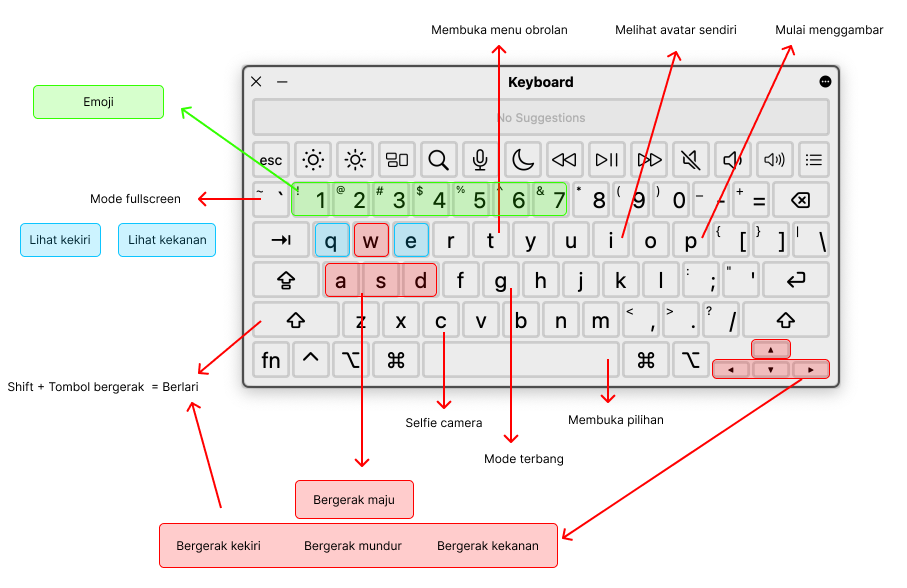 Membuka menu obrolan
Melihat avatar sendiri
Mulai menggambar
Keyboard
No Suggestions
Emoji
esc
Mode fullscreen
~ ` ! 1 @ 2 # 3 $ 4 % 5 ^ 6 & 7 * 8 ( 9 ) 0 _ - + =
Lihat kekiri
Lihat kekanan
q w e r t y u i o p { [ } ] | \
a s d f g h j k l : ; " '
z x c v b n m < , > . ? /
fn ⌃ ⌥ ⌘ ⌘ ⌥
Shift + Tombol bergerak = Berlari
Selfie camera
Membuka pilihan
Mode terbang
Bergerak maju
Bergerak kekiri
Bergerak mundur
Bergerak kekanan